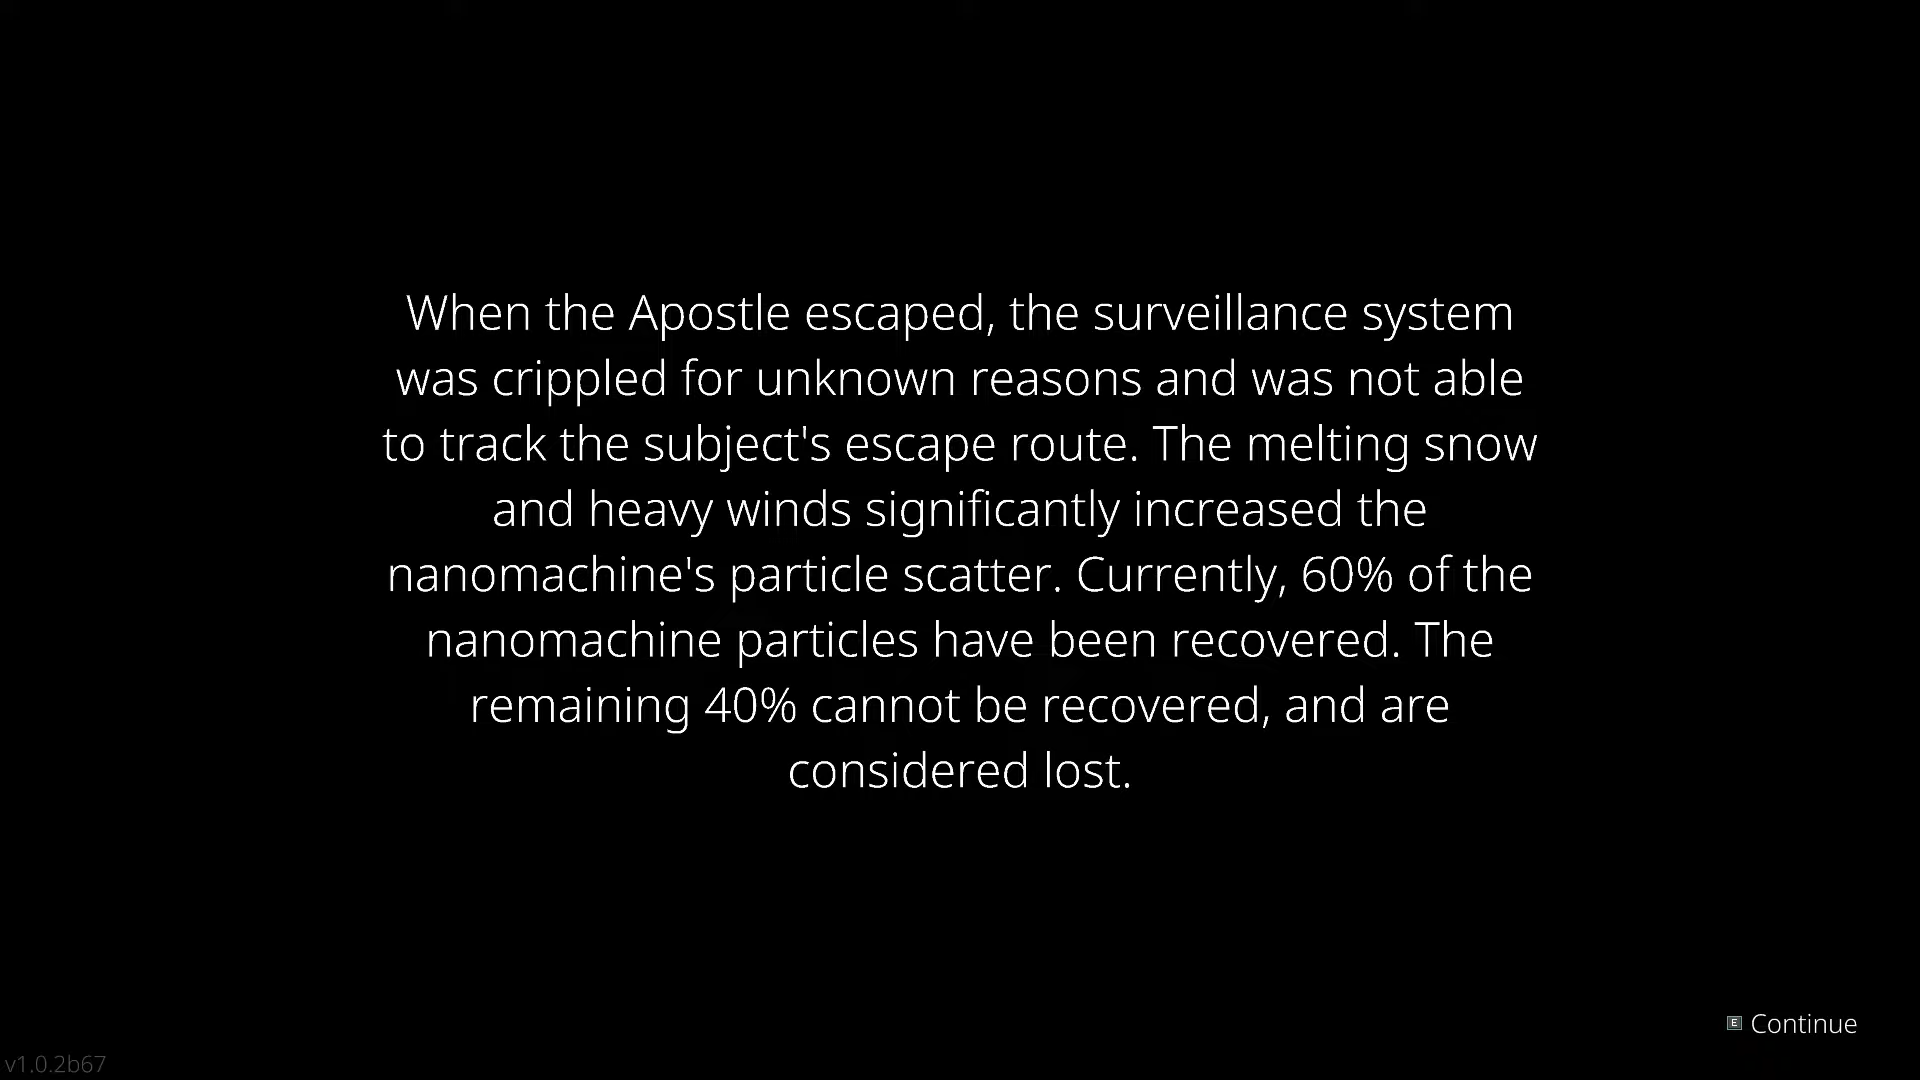 When the Apostle escaped, the surveillance system
was crippled for unknown reasons and was not able
to track the subject's escape route. The melting snow
and heavy winds significantly increased the
nanomachine's particle scatter. Currently, 60% of the
nanomachine particles have been recovered. The
remaining 40% cannot be recovered, and are
considered lost.
E Continue
v1.0.2b67